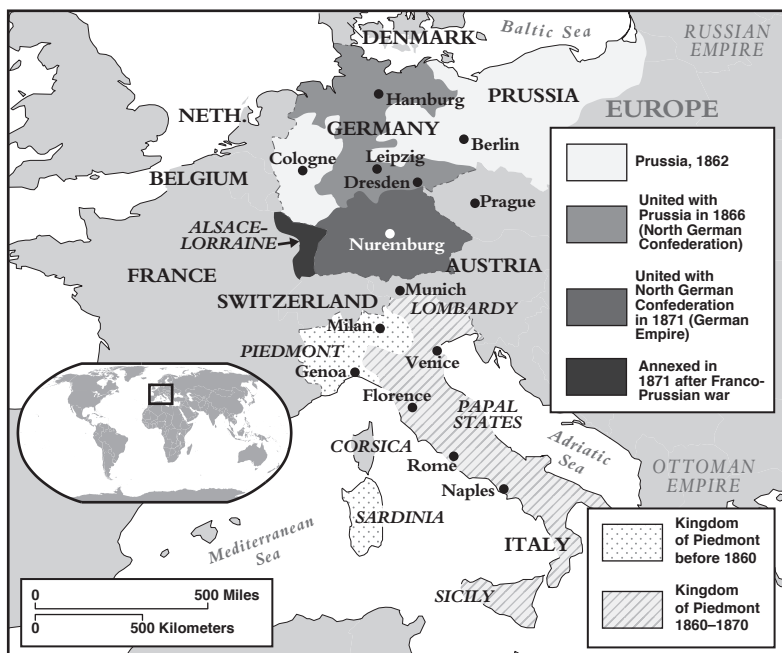 DENMARK
Baltic Sea
RUSSIAN
EMPIRE
Hamburg
PRUSSIA
EUROPE
NETH.
GERMANY
Berlin
Cologne
Leipzig
BELGIUM
Dresden
Prague
ALSACE-
LORRAINE
Nuremburg
FRANCE
AUSTRIA
SWITZERLAND
Munich
LOMBARDY
Milan
PIEDMONT
Venice
Genoa
Florence
PAPAL
STATES
CORSICA
Adriatic
Sea
Rome
OTTOMAN
EMPIRE
Naples
SARDINIA
Mediterranean
Sea
ITALY
SICILY
Prussia, 1862
United with
Prussia in 1866
(North German
Confederation)
United with
North German
Confederation
in 1871 (German
Empire)
Annexed in
1871 after Franco-
Prussian war
Kingdom
of Piedmont
before 1860
Kingdom
of Piedmont
1860–1870
0 500 Miles
0 500 Kilometers